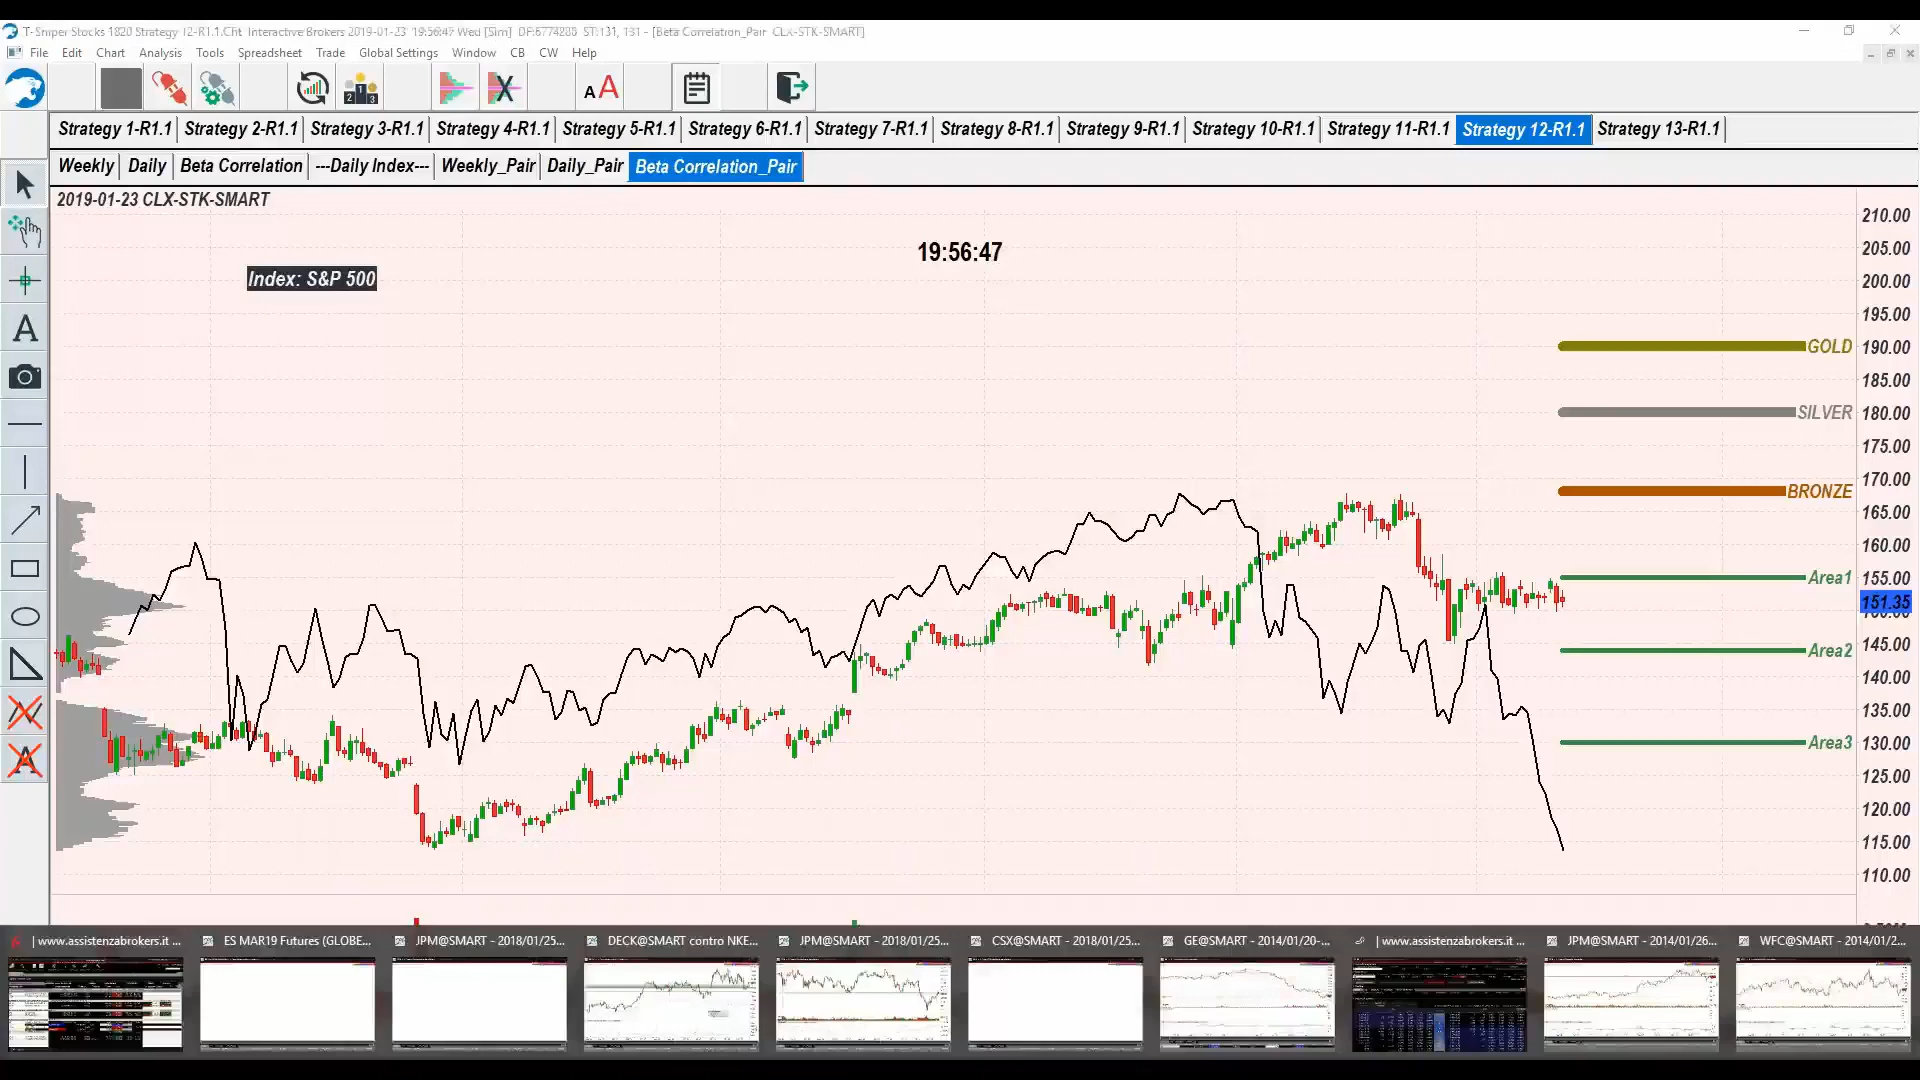 T-Sniper Stocks 1820 Strategy 12-R1.1.Cht Interactive Brokers 2019-01-23 19:56:47 Wed [Sim] DP:6774288 ST:131, 131 - [Beta Correlation_Pair CLX-STK-SMART]
File Edit Chart Analysis Tools Spreadsheet Trade Global Settings Window CB CW Help
Strategy 1-R1.1 Strategy 2-R1.1 Strategy 3-R1.1 Strategy 4-R1.1 Strategy 5-R1.1 Strategy 6-R1.1 Strategy 7-R1.1 Strategy 8-R1.1 Strategy 9-R1.1 Strategy 10-R1.1 Strategy 11-R1.1 Strategy 12-R1.1 Strategy 13-R1.1
Weekly Daily Beta Correlation ---Daily Index--- Weekly_Pair Daily_Pair Beta Correlation_Pair
2019-01-23 CLX-STK-SMART
19:56:47
Index: S&P 500
210.00
205.00
200.00
195.00
GOLD 190.00
185.00
SILVER 180.00
175.00
170.00
BRONZE
165.00
160.00
Area1 155.00
151.35
145.00
Area2
140.00
135.00
Area3 130.00
125.00
120.00
115.00
110.00
| www.assistenzabrokers.it ... ES MAR19 Futures (GLOBE... JPM@SMART - 2018/01/25... DECK@SMART contro NKE... JPM@SMART - 2018/01/25... CSX@SMART - 2018/01/25... GE@SMART - 2014/01/20-... | www.assistenzabrokers.it ... JPM@SMART - 2014/01/26... WFC@SMART - 2014/01/2...